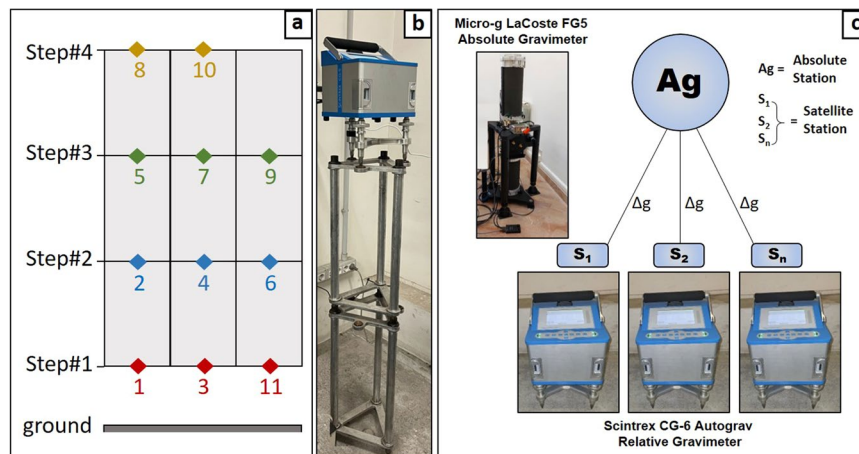 a
Step#4
8 10
Step#3
5 7 9
Step#2
2 4 6
Step#1
1 3 11
ground
b
c
Micro-g LaCoste FG5
Absolute Gravimeter
Ag
Ag = Absolute
Station
S1
S2
Sn
= Satellite
Station
Δg Δg Δg
S1 S2 Sn
Scintrex CG-6 Autograv
Relative Gravimeter